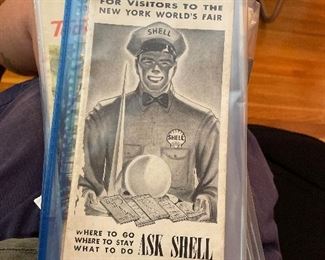 FOR VISITORS TO THE
NEW YORK WORLD'S FAIR
SHELL
SHELL
WHERE TO GO
WHERE TO STAY
WHAT TO DO
ASK SHELL